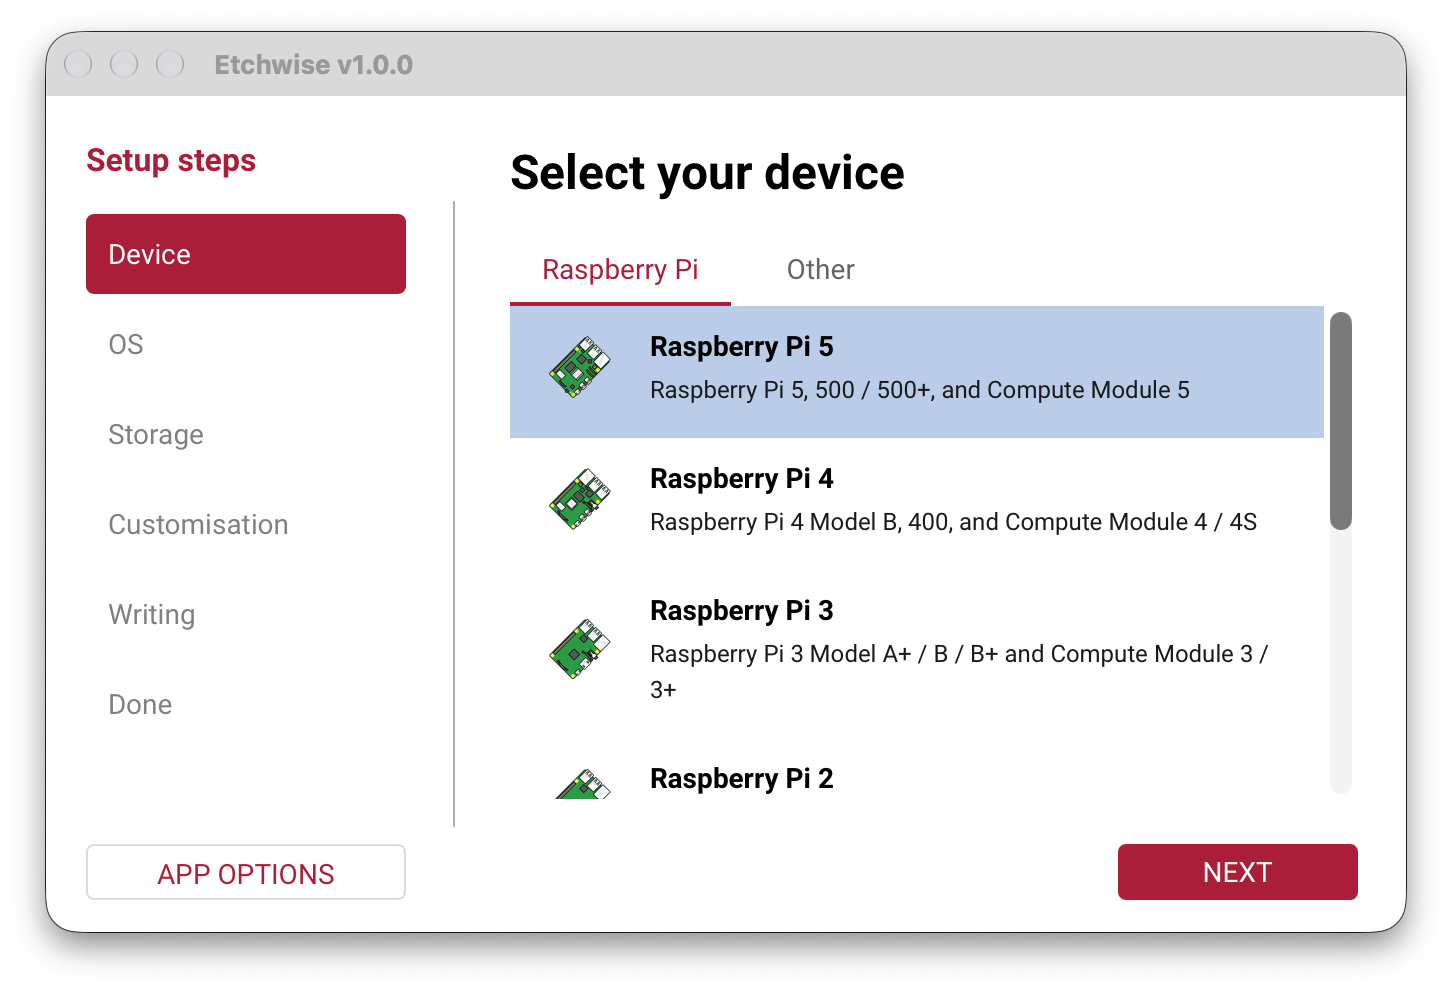 Etchwise v1.0.0
Setup steps
Device
OS
Storage
Customisation
Writing
Done
APP OPTIONS
Select your device
Raspberry Pi
Other
Raspberry Pi 5
Raspberry Pi 5, 500 / 500+, and Compute Module 5
Raspberry Pi 4
Raspberry Pi 4 Model B, 400, and Compute Module 4 / 4S
Raspberry Pi 3
Raspberry Pi 3 Model A+ / B / B+ and Compute Module 3 /
3+
Raspberry Pi 2
NEXT